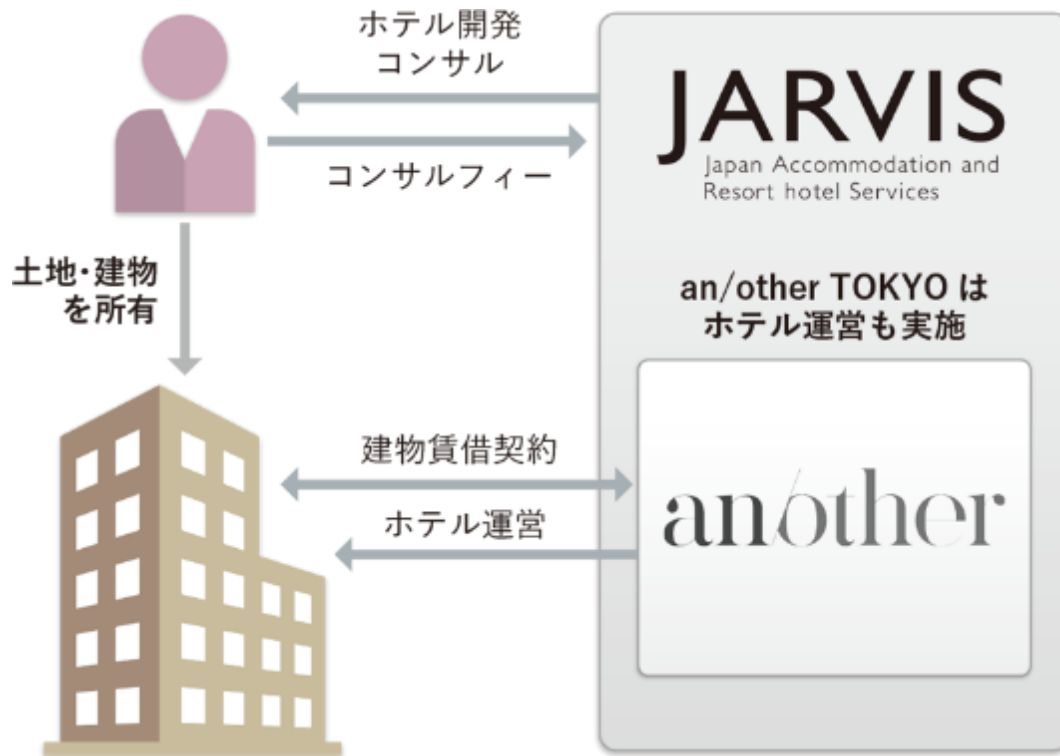 ホテル開発
コンサル
コンサルフィー
土地・建物
を所有
JARVIS
Japan Accommodation and
Resort hotel Services
an/other TOKYO は
ホテル運営も実施
建物賃借契約
ホテル運営
an/other